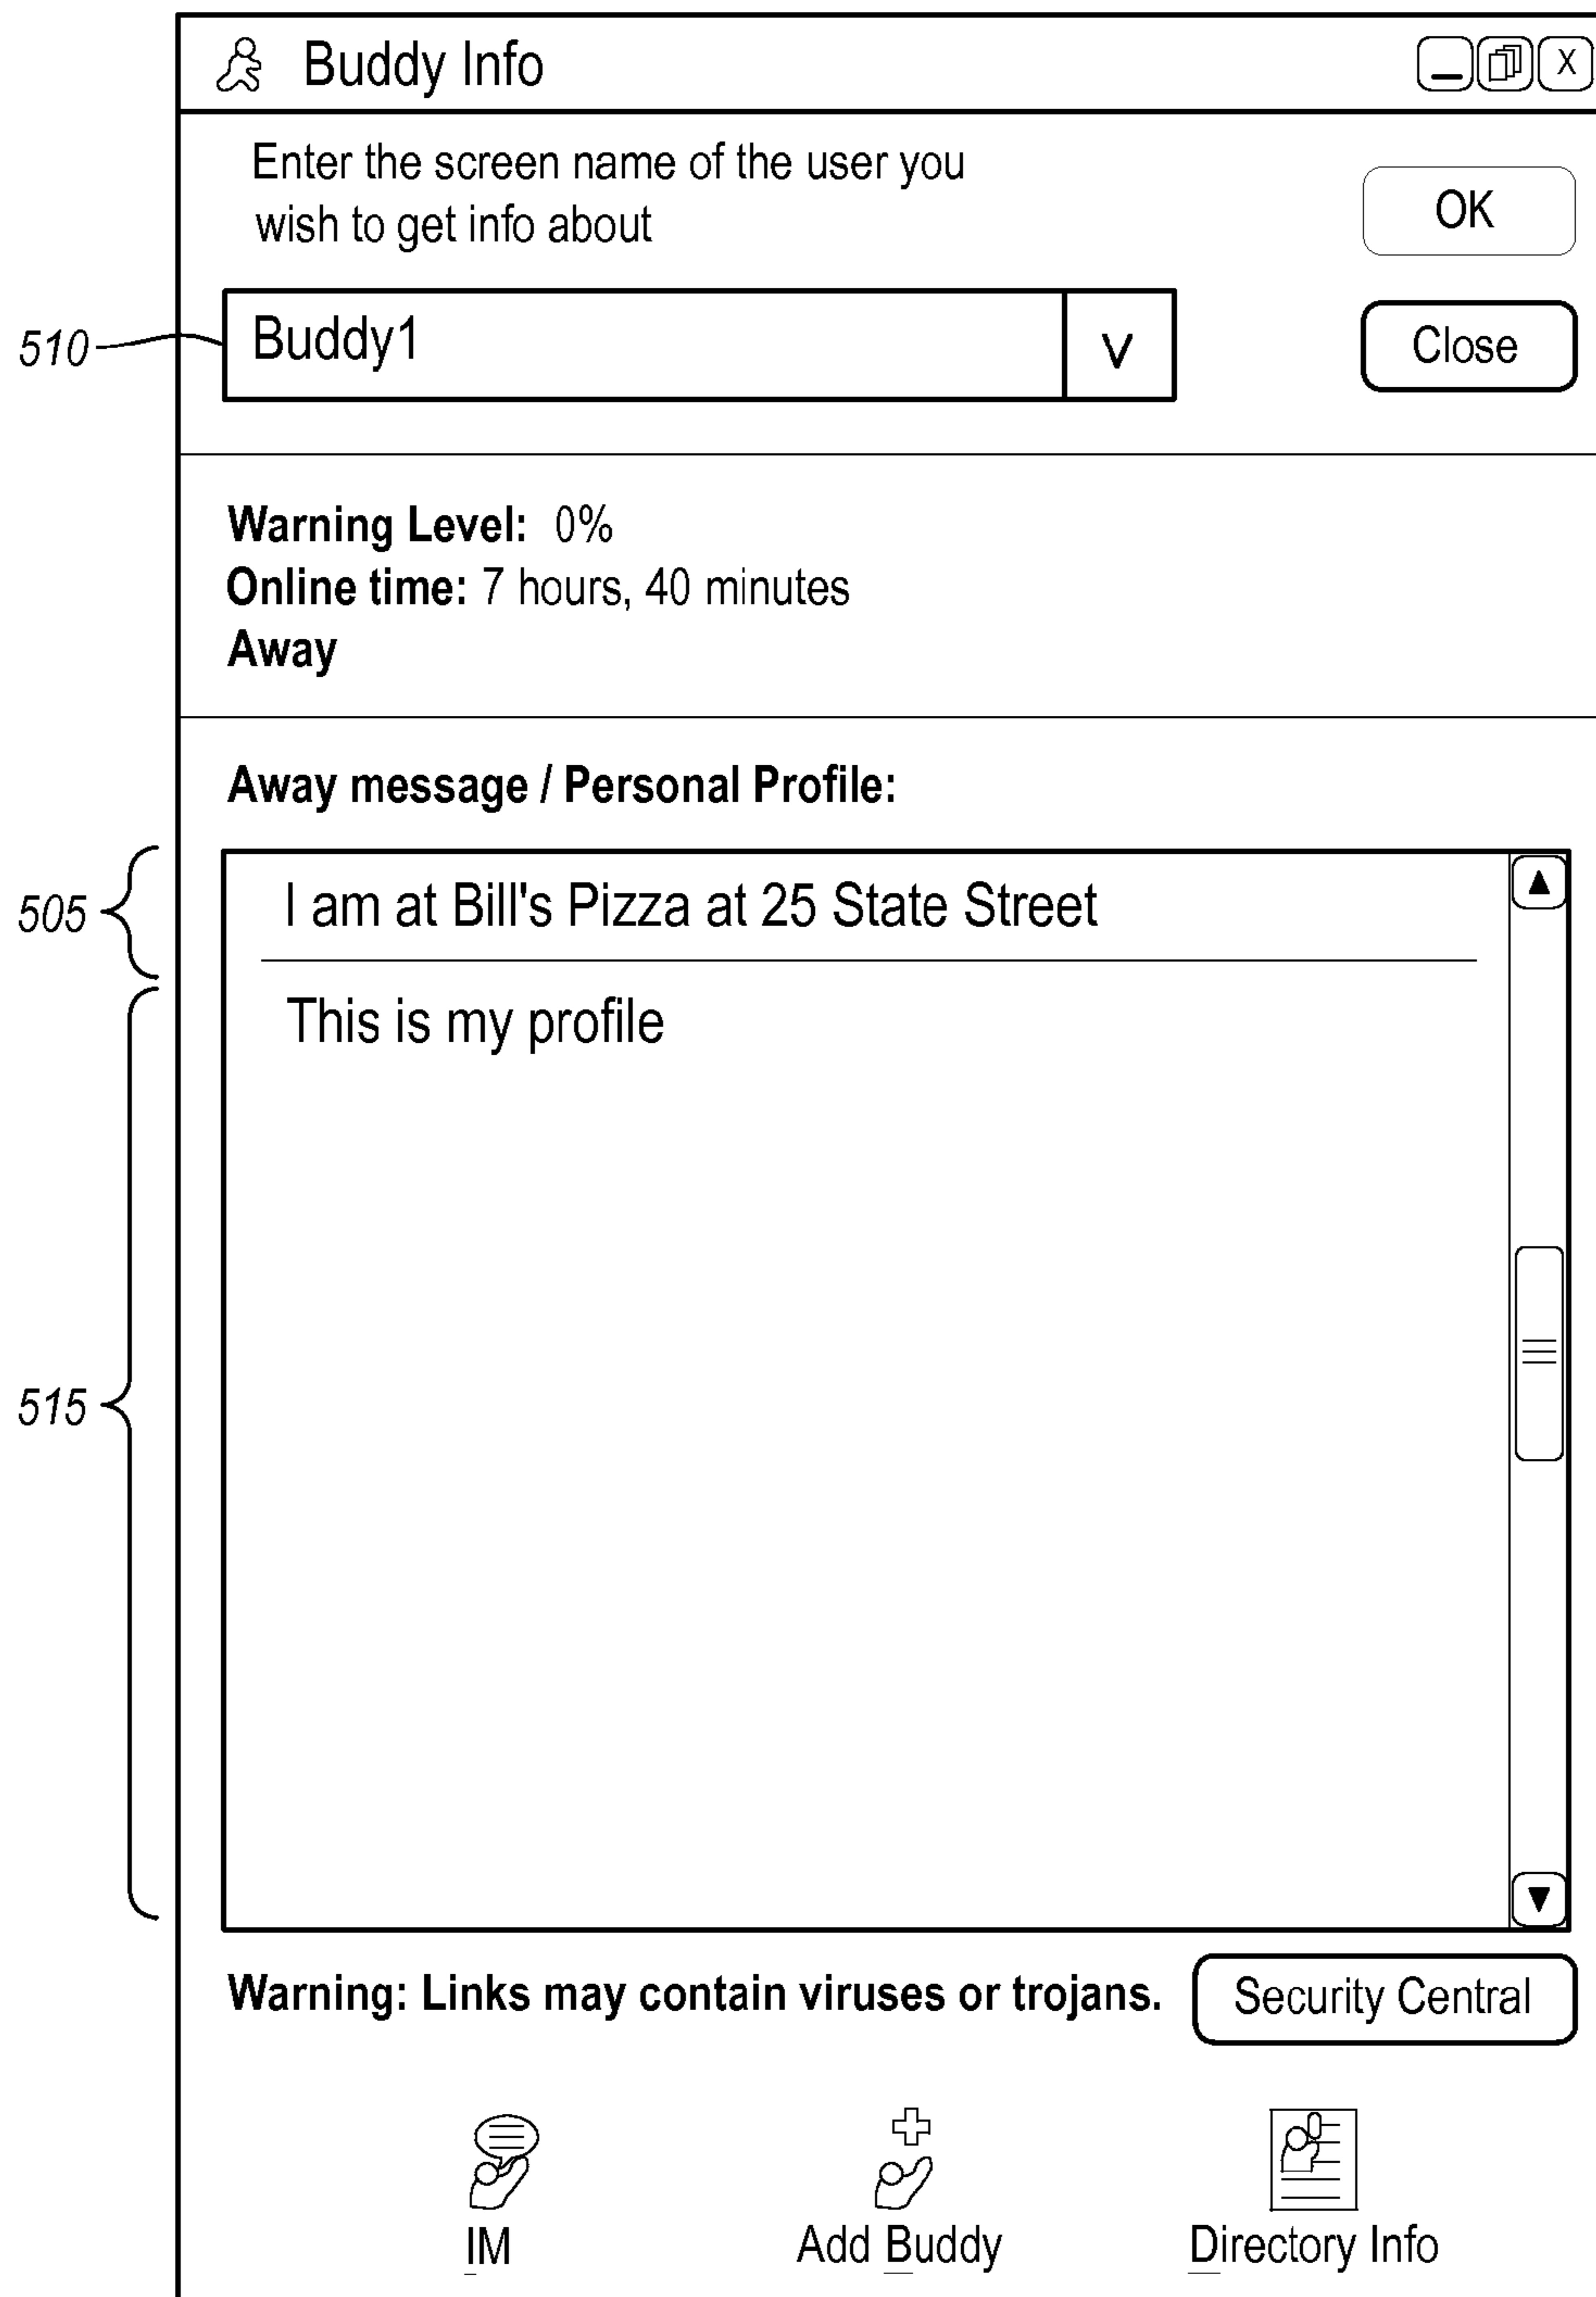 Buddy Info
X
Enter the screen name of the user you
wish to get info about
OK
510
Buddy1
V
Close
Warning Level: 0%
Online time: 7 hours, 40 minutes
Away
Away message / Personal Profile:
505
I am at Bill's Pizza at 25 State Street
This is my profile
515
Warning: Links may contain viruses or trojans.
Security Central
IM
Add Buddy
Directory Info